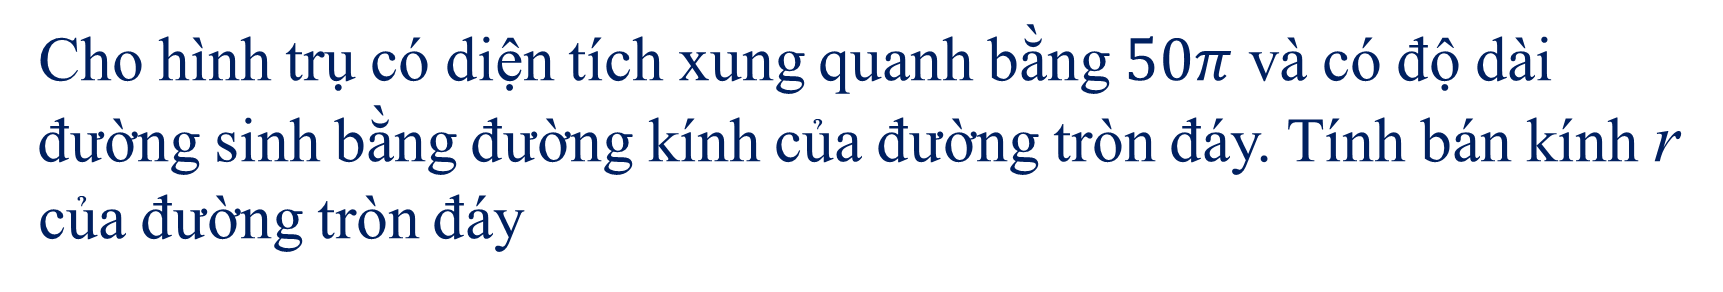 Cho hình trụ có diện tích xung quanh bằng 50π và có độ dài
đường sinh bằng đường kính của đường tròn đáy. Tính bán kính r
của đường tròn đáy